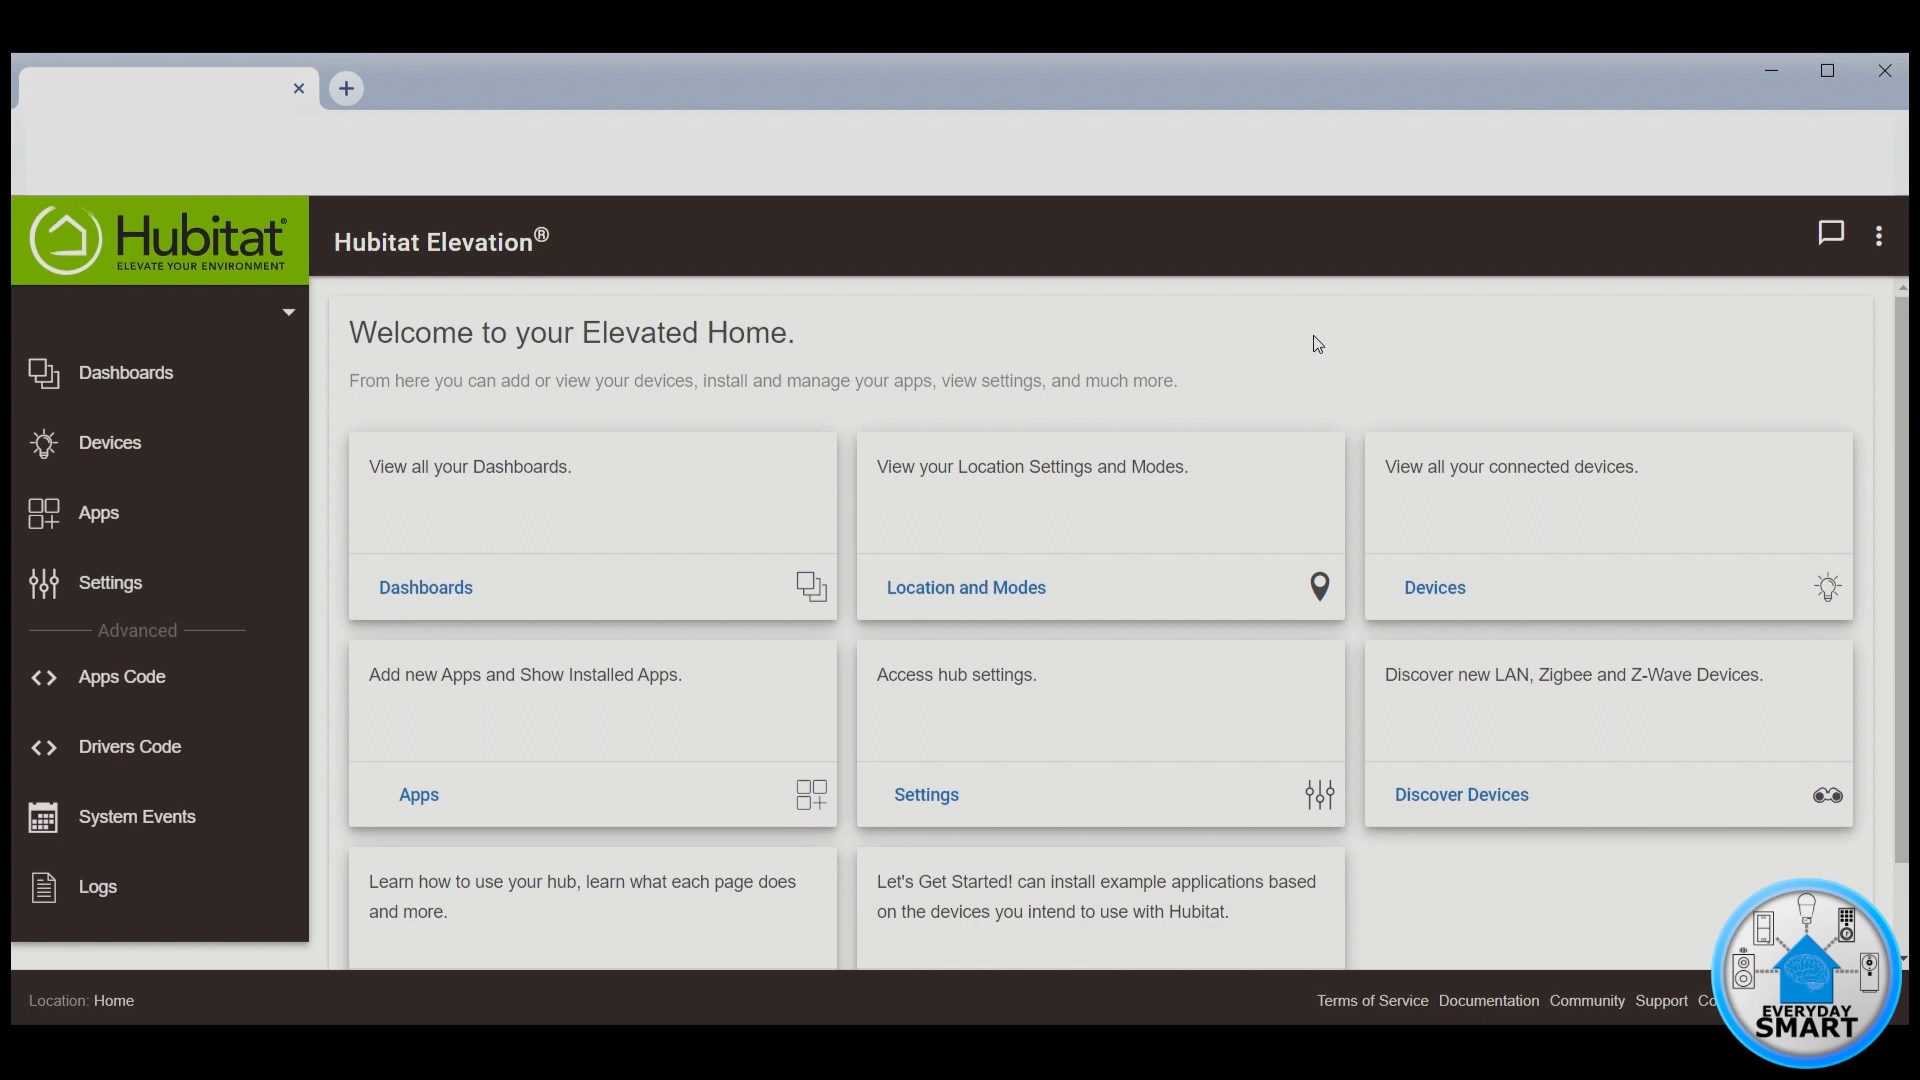 Hubitat®
ELEVATE YOUR ENVIRONMENT
Hubitat Elevation®
Dashboards
Devices
Apps
Settings
Advanced
Apps Code
Drivers Code
System Events
Logs
Welcome to your Elevated Home.
From here you can add or view your devices, install and manage your apps, view settings, and much more.
View all your Dashboards.
Dashboards
View your Location Settings and Modes.
Location and Modes
View all your connected devices.
Devices
Add new Apps and Show Installed Apps.
Apps
Access hub settings.
Settings
Discover new LAN, Zigbee and Z-Wave Devices.
Discover Devices
Learn how to use your hub, learn what each page does
and more.
Let's Get Started! can install example applications based
on the devices you intend to use with Hubitat.
Location: Home
Terms of Service Documentation Community Support
EVERYDAY
SMART